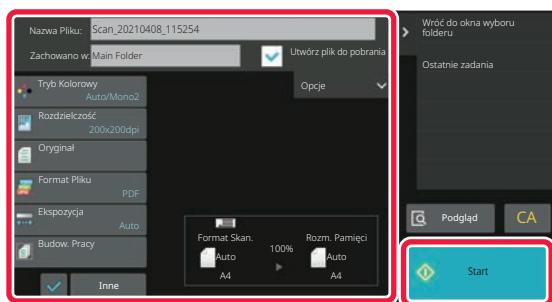 Nazwa Pliku:
Scan_20210408_115254
Zachowano w:
Main Folder
Utwórz plik do pobrania
Opcje
Tryb Kolorowy
Auto/Mono2
Rozdzielczość
200x200dpi
Oryginał
Format Pliku
PDF
Ekspozycja
Auto
Budow. Pracy
Inne
Format Skan.
Auto
A4
100%
Rozm. Pamięci
Auto
A4
Wróć do okna wyboru
folderu
Ostatnie zadania
Podgląd
CA
Start